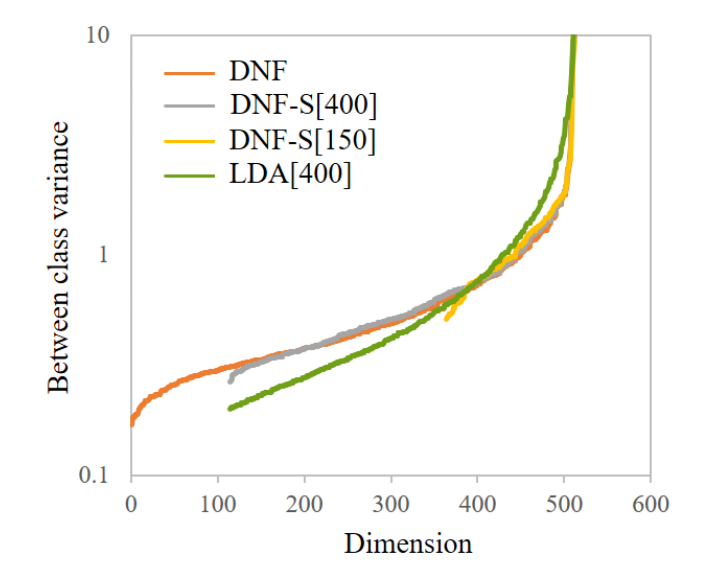 10
DNF
DNF-S[400]
DNF-S[150]
LDA[400]
Between class variance
1
0.1
0 100 200 300 400 500 600
Dimension